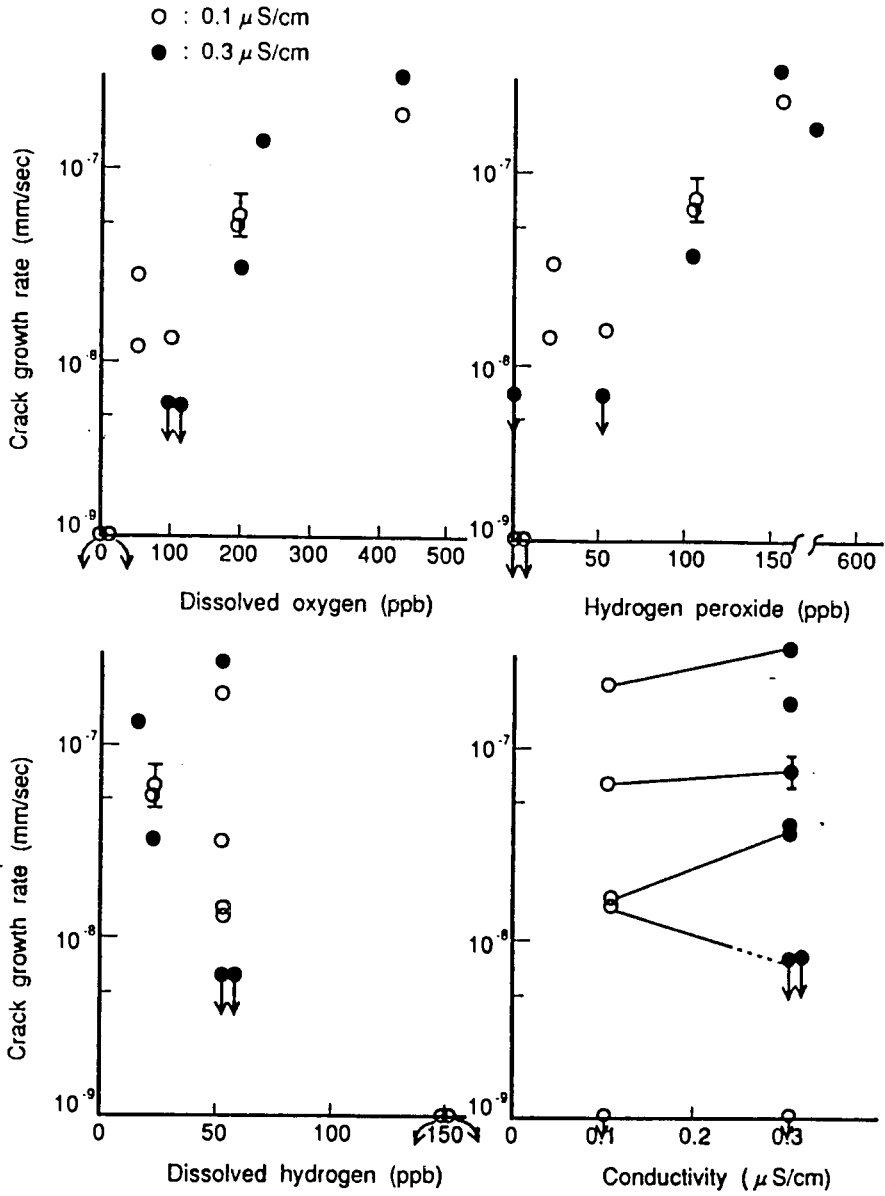 ○ : 0.1 μS/cm
● : 0.3 μS/cm
Crack growth rate (mm/sec)
10⁻⁷
10⁻⁸
10⁻⁹
0 100 200 300 400 500
Dissolved oxygen (ppb)
10⁻⁷
10⁻⁸
10⁻⁹
0 50 100 150 600
Hydrogen peroxide (ppb)
Crack growth rate (mm/sec)
10⁻⁷
10⁻⁸
10⁻⁹
0 50 100 150
Dissolved hydrogen (ppb)
10⁻⁷
10⁻⁸
10⁻⁹
0 0.1 0.2 0.3
Conductivity (μS/cm)